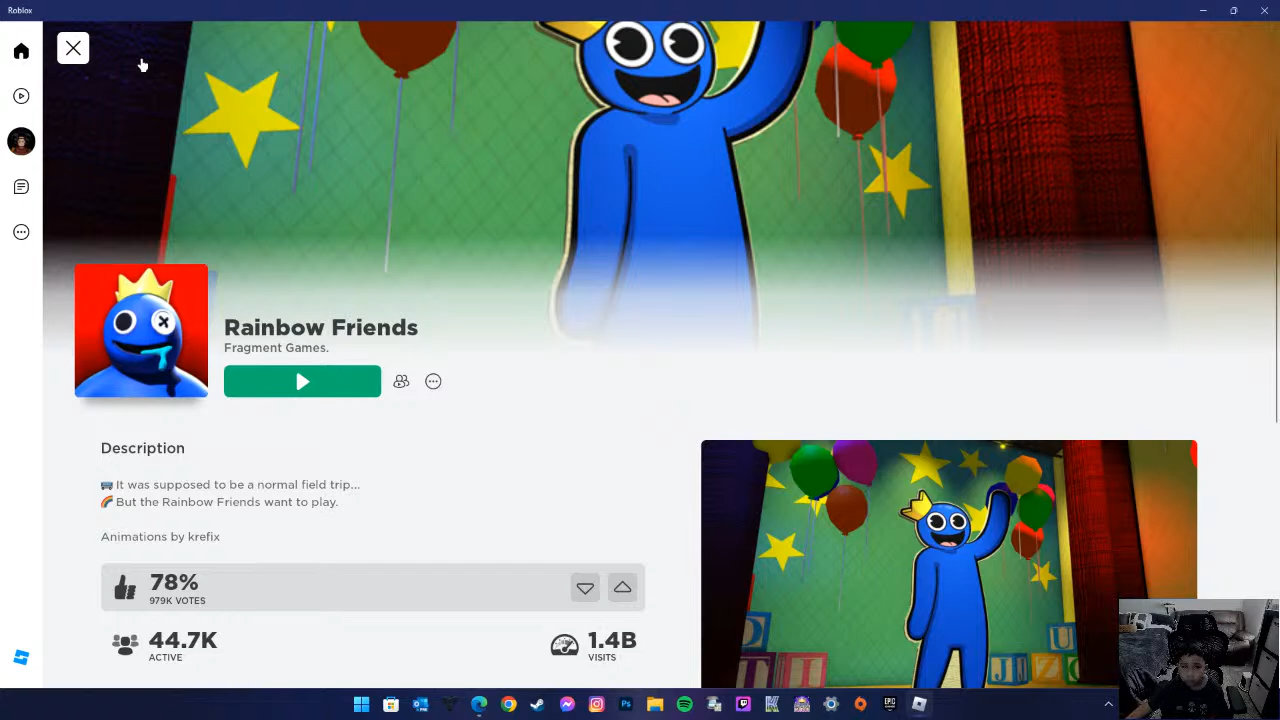 Roblox
Rainbow Friends
Fragment Games.
Description
It was supposed to be a normal field trip...
But the Rainbow Friends want to play.
Animations by krefix
78%
979K VOTES
44.7K
ACTIVE
1.4B
VISITS